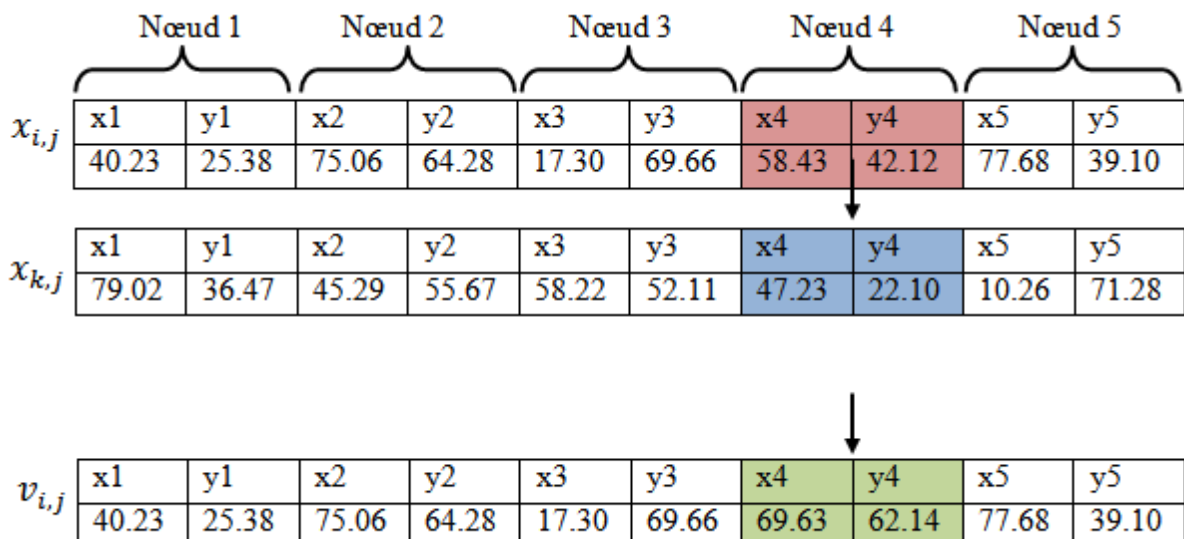 Nœud 1 Nœud 2 Nœud 3 Nœud 4 Nœud 5
x1 y1 x2 y2 x3 y3 x4 y4 x5 y5
x_{i,j}
40.23 25.38 75.06 64.28 17.30 69.66 58.43 42.12 77.68 39.10
x1 y1 x2 y2 x3 y3 x4 y4 x5 y5
x_{k,j}
79.02 36.47 45.29 55.67 58.22 52.11 47.23 22.10 10.26 71.28
x1 y1 x2 y2 x3 y3 x4 y4 x5 y5
v_{i,j}
40.23 25.38 75.06 64.28 17.30 69.66 69.63 62.14 77.68 39.10